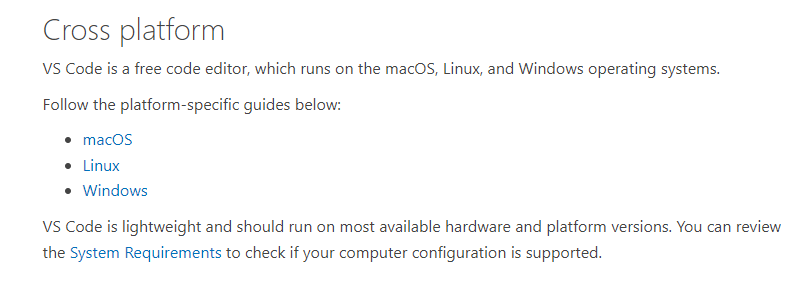 Cross platform
VS Code is a free code editor, which runs on the macOS, Linux, and Windows operating systems.
Follow the platform-specific guides below:
• macOS
• Linux
• Windows
VS Code is lightweight and should run on most available hardware and platform versions. You can review
the System Requirements to check if your computer configuration is supported.